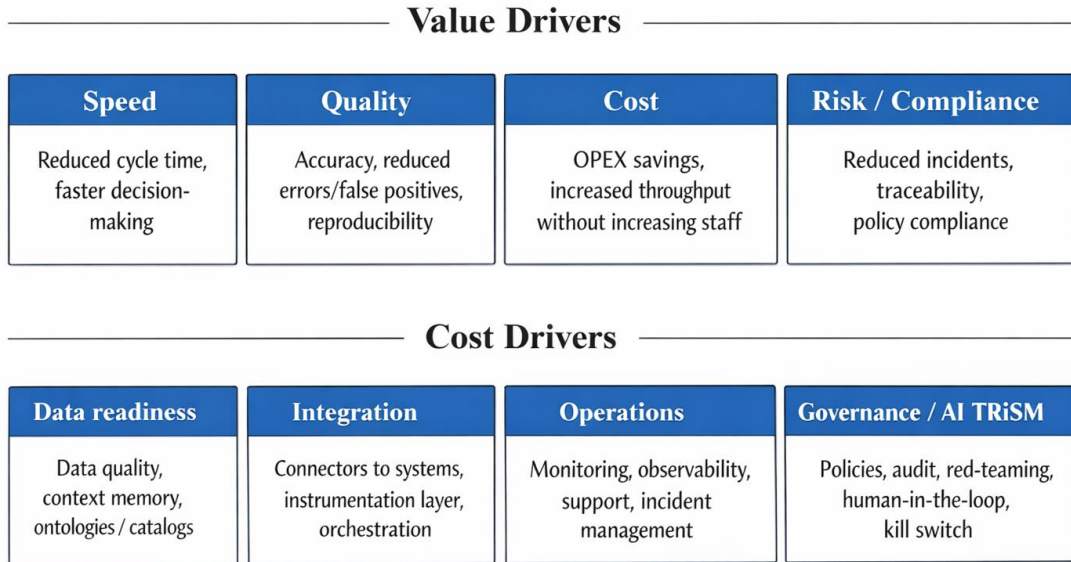 Value Drivers
Speed
Reduced cycle time,
faster decision-
making
Quality
Accuracy, reduced
errors/false positives,
reproducibility
Cost
OPEX savings,
increased throughput
without increasing staff
Risk / Compliance
Reduced incidents,
traceability,
policy compliance
Cost Drivers
Data readiness
Data quality,
context memory,
ontologies / catalogs
Integration
Connectors to systems,
instrumentation layer,
orchestration
Operations
Monitoring, observability,
support, incident
management
Governance / AI TRiSM
Policies, audit, red-teaming,
human-in-the-loop,
kill switch